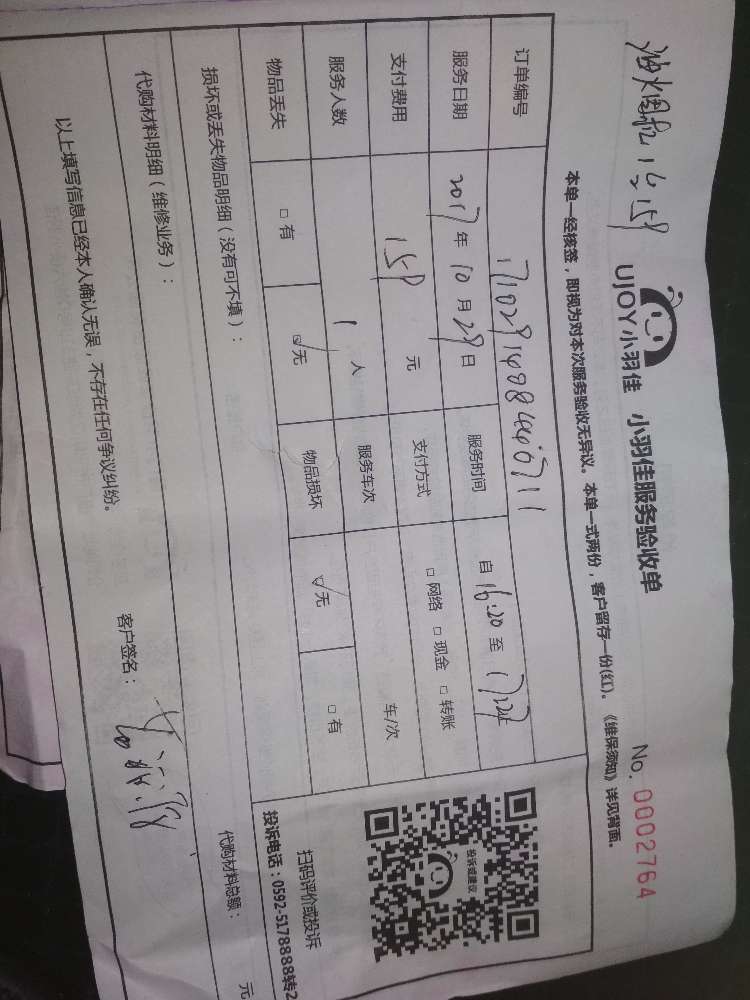 油烟机 1台 158
UJOY小羽佳 小羽佳服务验收单
No. 0002764
本单一经核签，即视为对本次服务验收无异议。本单一式两份，客户留存一份(红)。《维保须知》详见背面。
订单编号
服务日期 2017年10月29日 服务时间 自16:20至
支付费用 158 元 支付方式 □网络 □现金 □转账
服务人数 1 人 服务车次 车/次
物品丢失 □有 ☑无 物品损坏 ☑无 □有
损坏或丢失物品明细（没有可不填）：
代购材料明细（维修业务）：
代购材料总额： 元
以上填写信息已经本人确认无误，不存在任何争议纠纷。
客户签名：
投诉或建议
扫码评价或投诉
投诉电话：0592-5178888转2